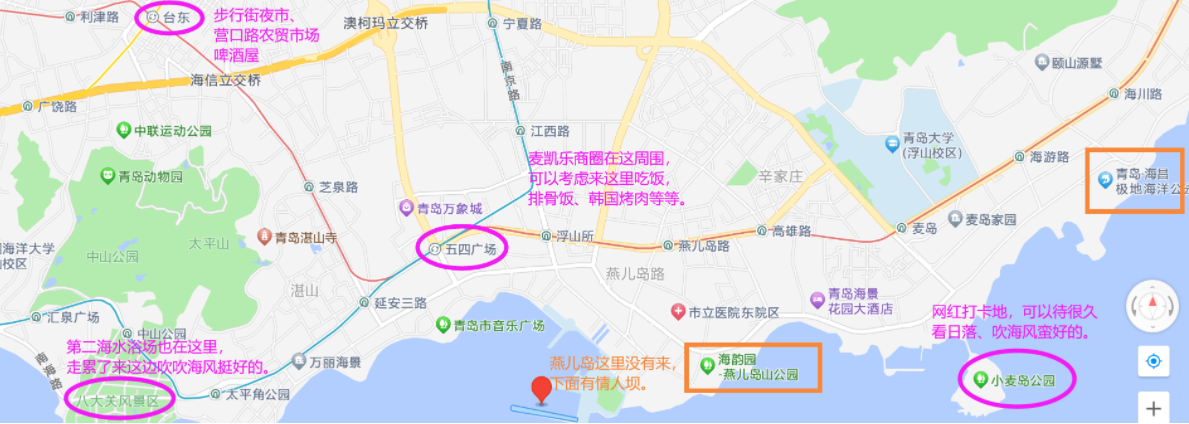 利津路
台东
步行街夜市、
营口路农贸市场
啤酒屋
澳柯玛立交桥
宁夏路
海信立交桥
南京路
颐山源墅
广饶路
海川路
中联运动公园
江西路
青岛大学
(浮山校区)
海游路
麦凯乐商圈在这周围，
可以考虑来这里吃饭，
排骨饭、韩国烤肉等等。
青岛动物园
芝泉路
辛家庄
青岛·海昌
极地海洋公
青岛万象城
麦岛家园
麦岛
海洋大学
校区)
太平山
中山公园
青岛湛山寺
五四广场
浮山所
燕儿岛路
高雄路
燕儿岛路
湛山
延安三路
青岛海景
花园大酒店
市立医院东院区
网红打卡地，可以待很久
看日落、吹海风蛮好的。
汇泉广场
中山公园
青岛市音乐广场
第二海水浴场也在这里，
走累了来这边吹吹海风挺好的。
万丽海景
南海路
燕儿岛这里没有来，
下面有情人坝。
海韵园
-燕儿岛山公园
小麦岛公园
八大关风景区
太平角公园